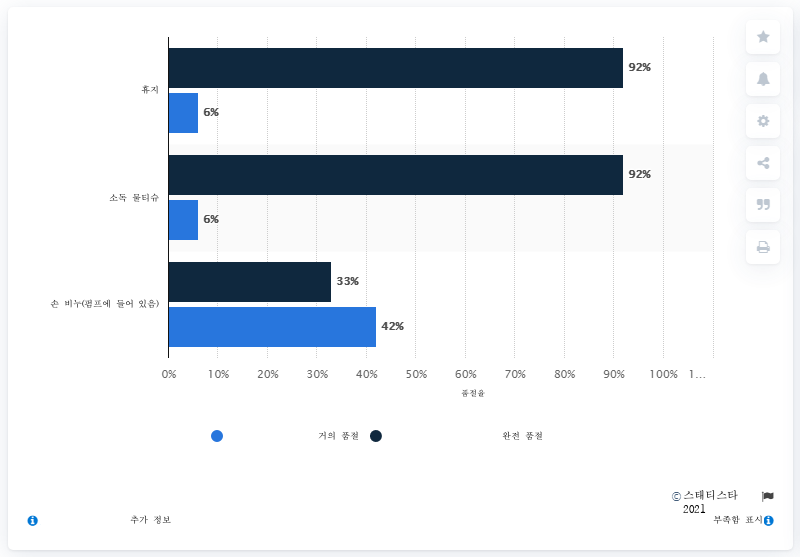 92%
휴지
6%
92%
소독 물티슈
6%
33%
손 비누(펌프에 들어 있음)
42%
0% 10% 20% 30% 40% 50% 60% 70% 80% 90% 100% 1...
품절율
거의 품절 완전 품절
© 스태티스타
2021
추가 정보 부족함 표시